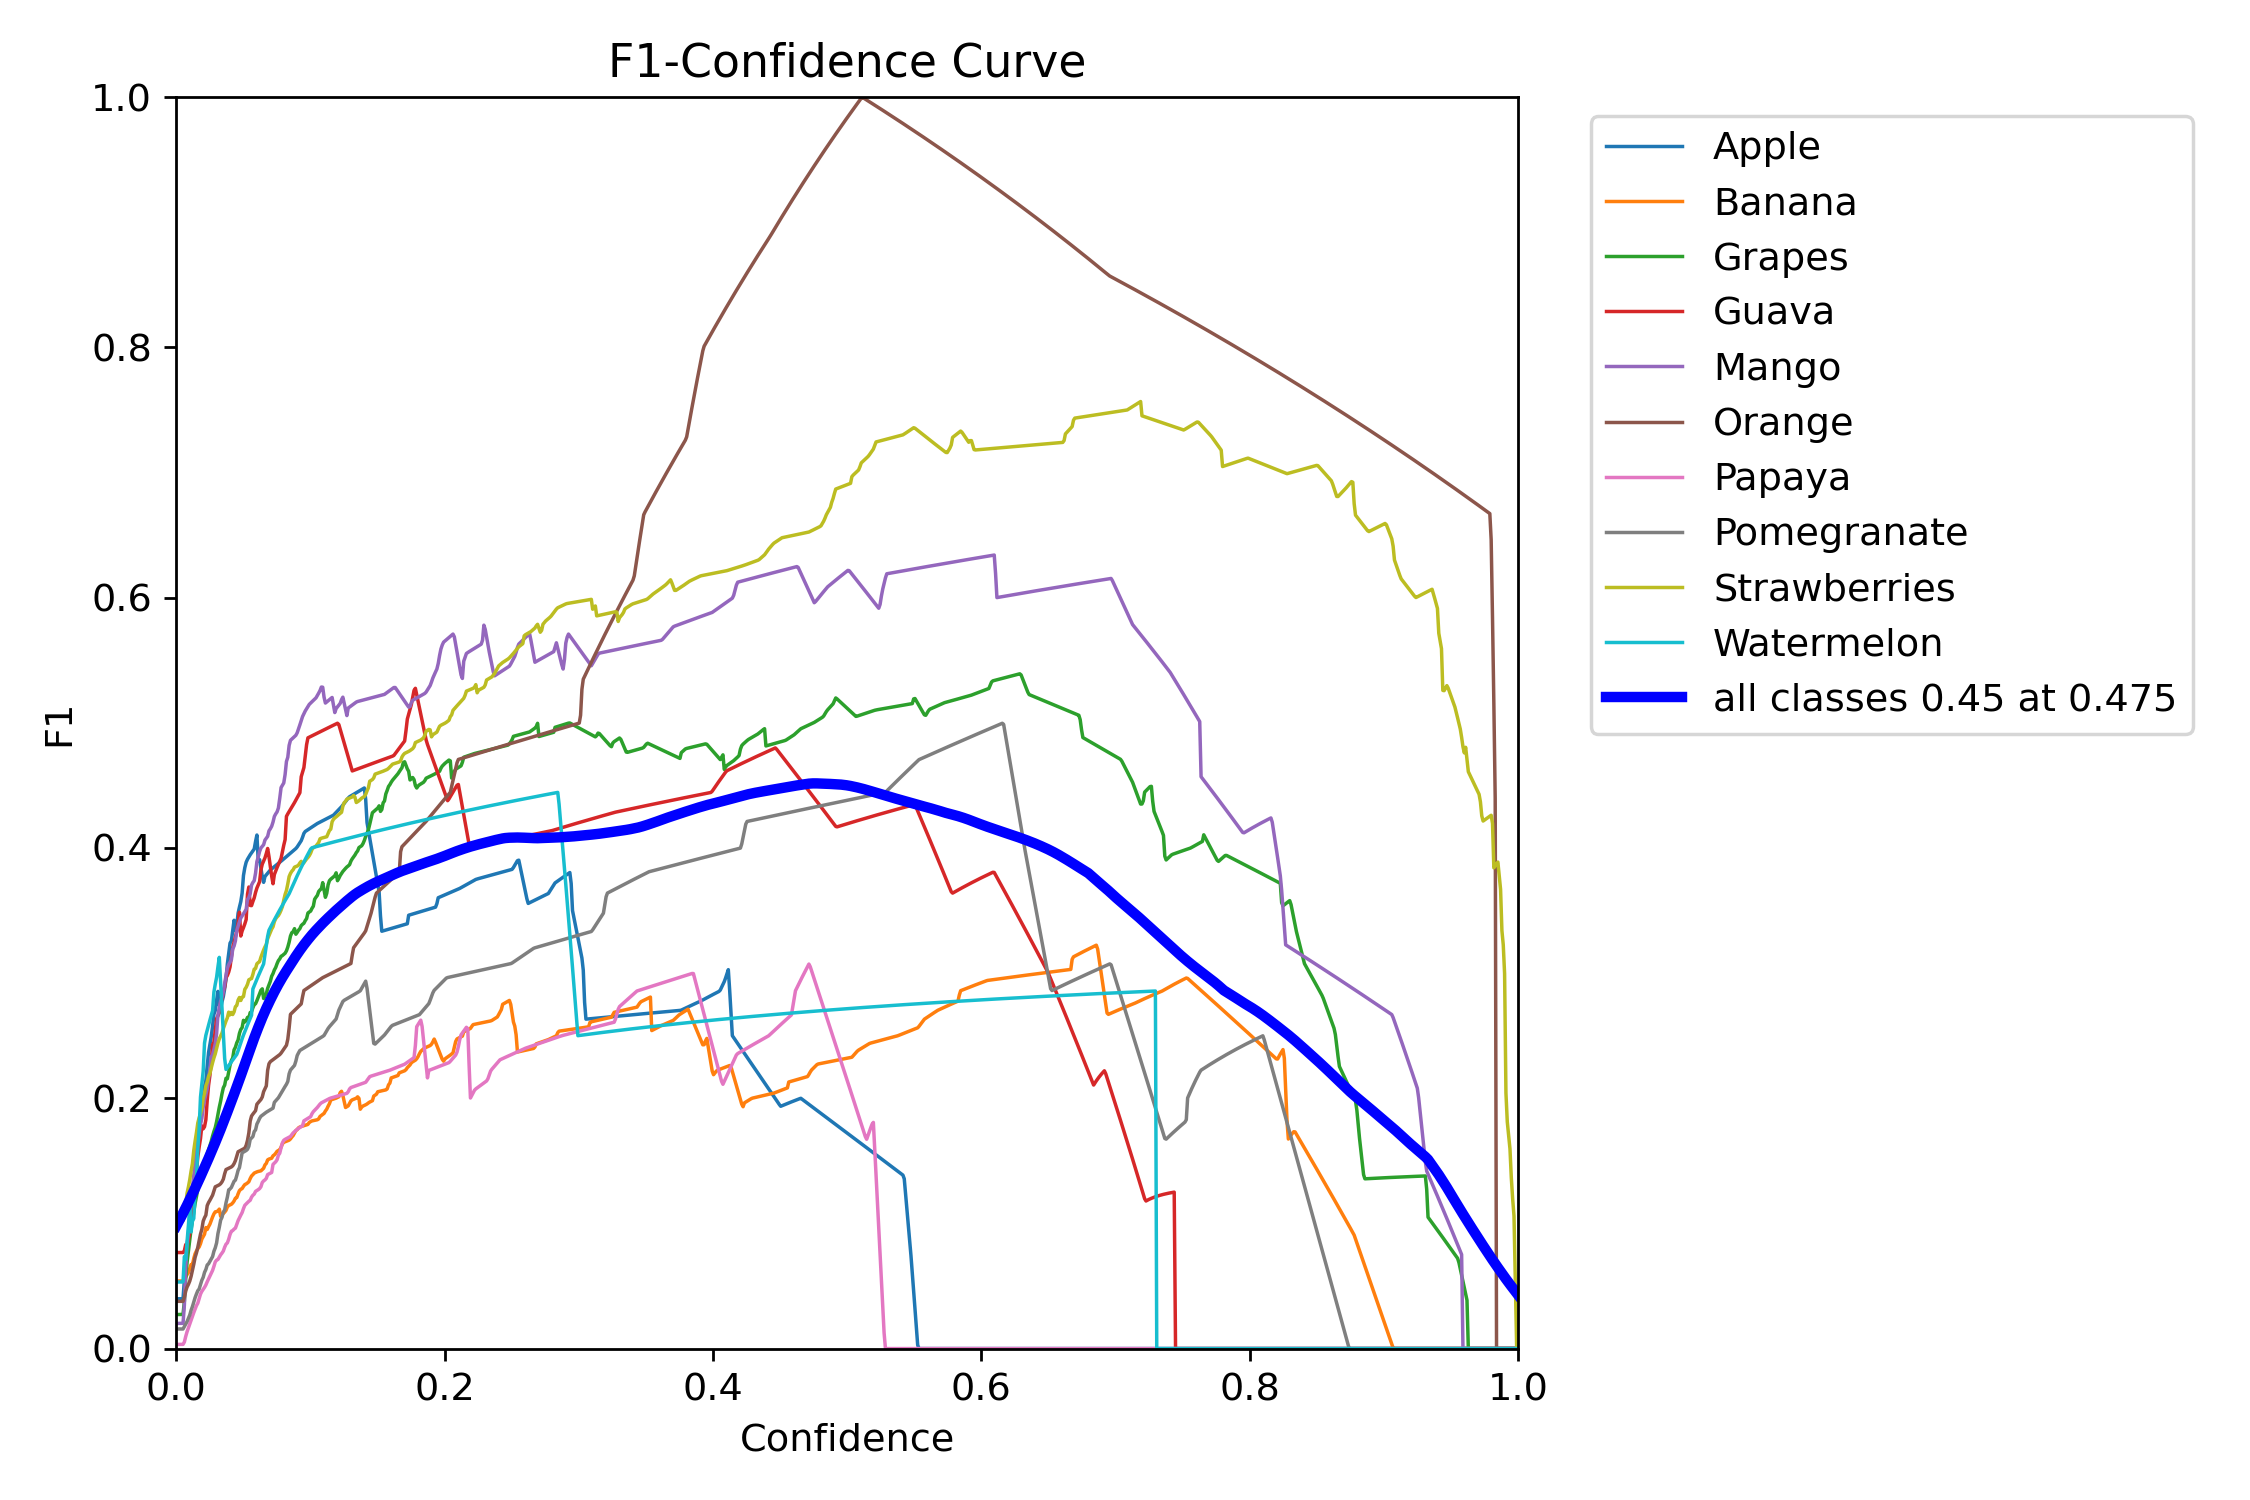 F1-Confidence Curve
1.0
0.8
0.6
0.4
0.2
0.0
F1
0.0 0.2 0.4 0.6 0.8 1.0
Confidence
Apple
Banana
Grapes
Guava
Mango
Orange
Papaya
Pomegranate
Strawberries
Watermelon
all classes 0.45 at 0.475